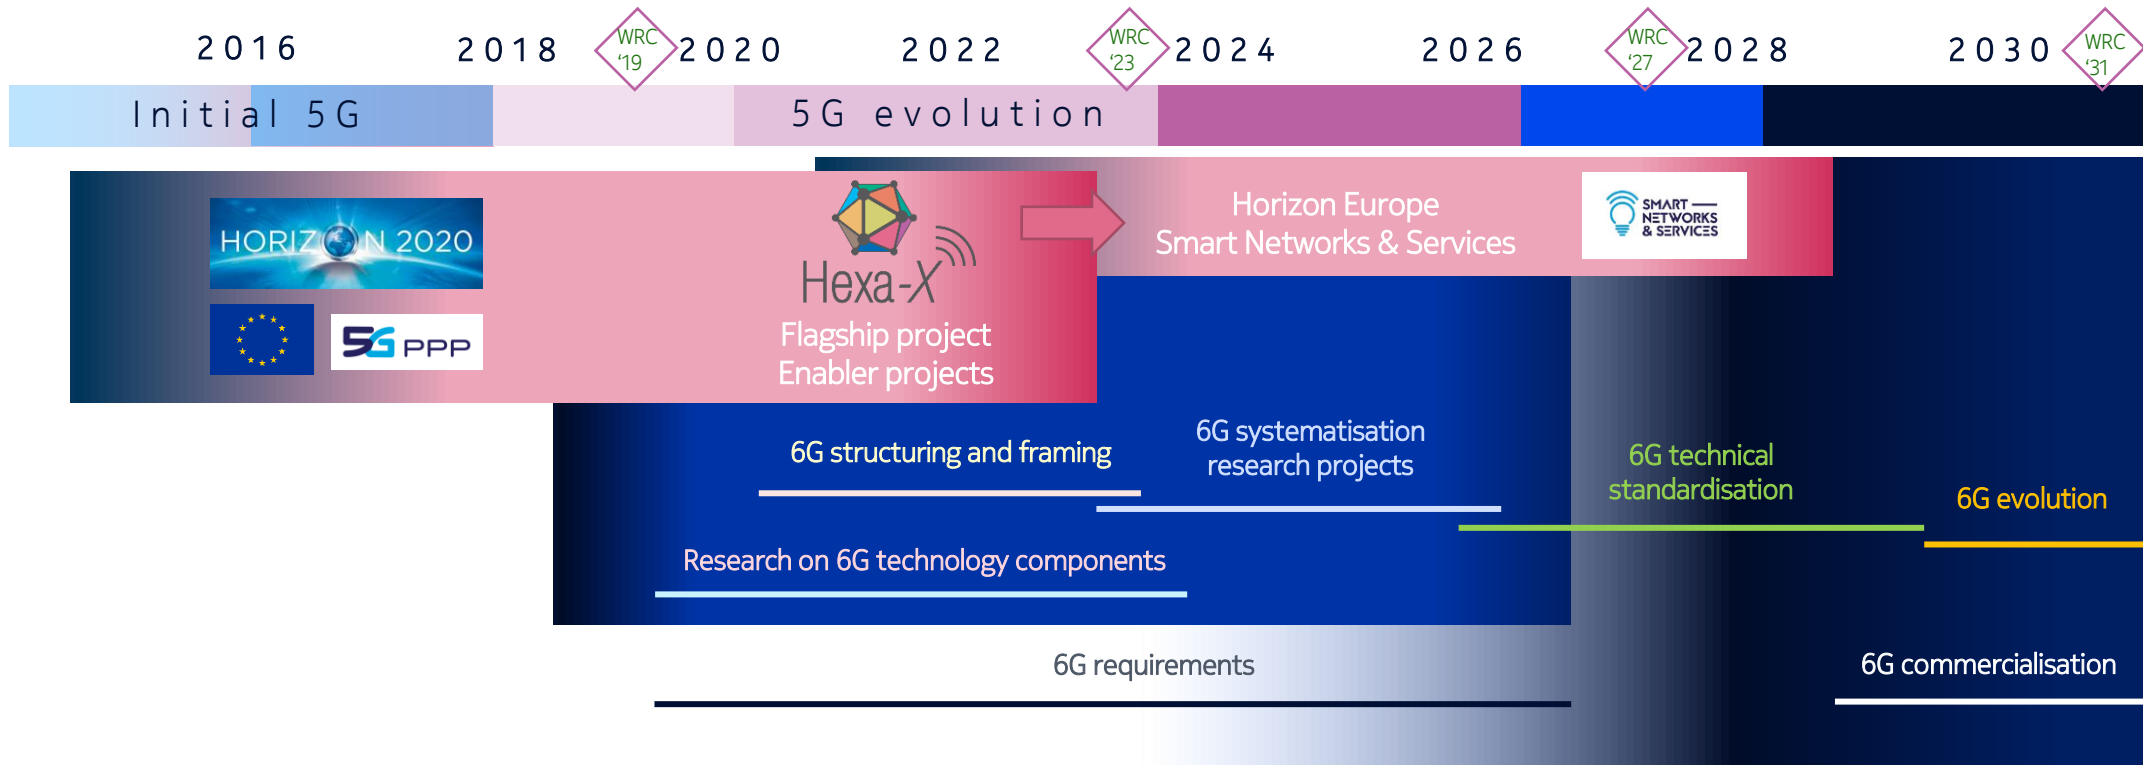 2016
2018
WRC
‘19
2020
2022
WRC
‘23
2024
2026
WRC
‘27
2028
2030
WRC
‘31
Initial 5G
5G evolution
HORIZON 2020
5G PPP
Hexa-X
Flagship project
Enabler projects
Horizon Europe
Smart Networks & Services
SMART
NETWORKS
& SERVICES
6G structuring and framing
6G systematisation
research projects
6G technical
standardisation
6G evolution
Research on 6G technology components
6G requirements
6G commercialisation